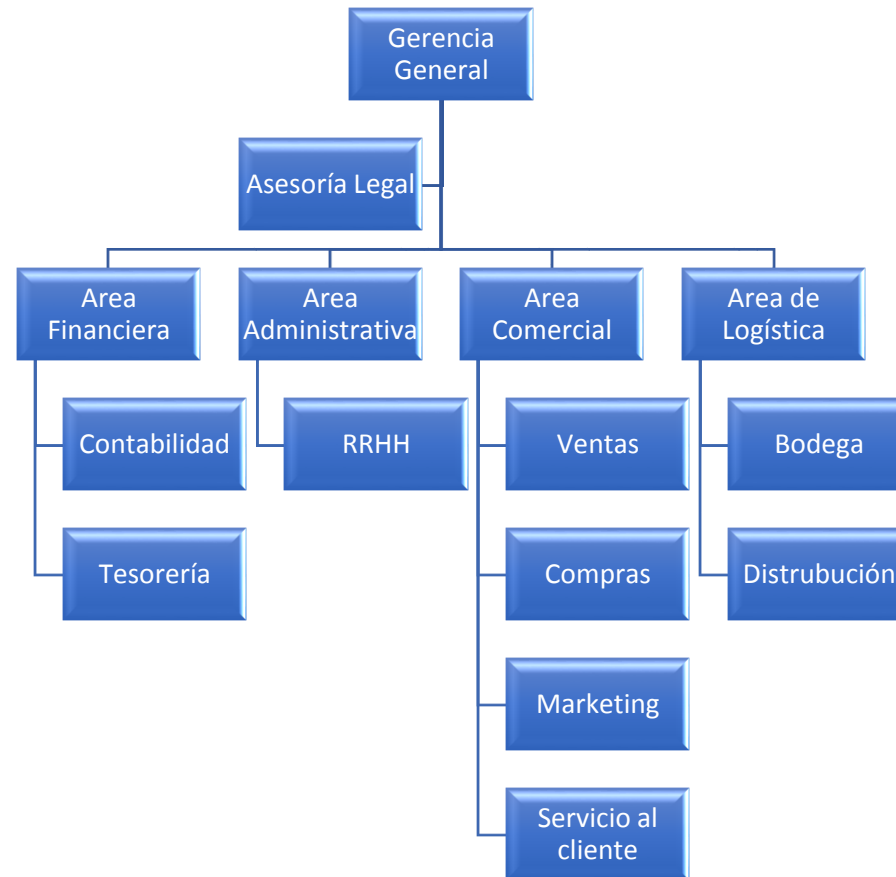 Gerencia
General
Asesoría Legal
Area
Financiera
Area
Administrativa
Area
Comercial
Area de
Logística
Contabilidad
RRHH
Ventas
Bodega
Tesorería
Compras
Distrubución
Marketing
Servicio al
cliente